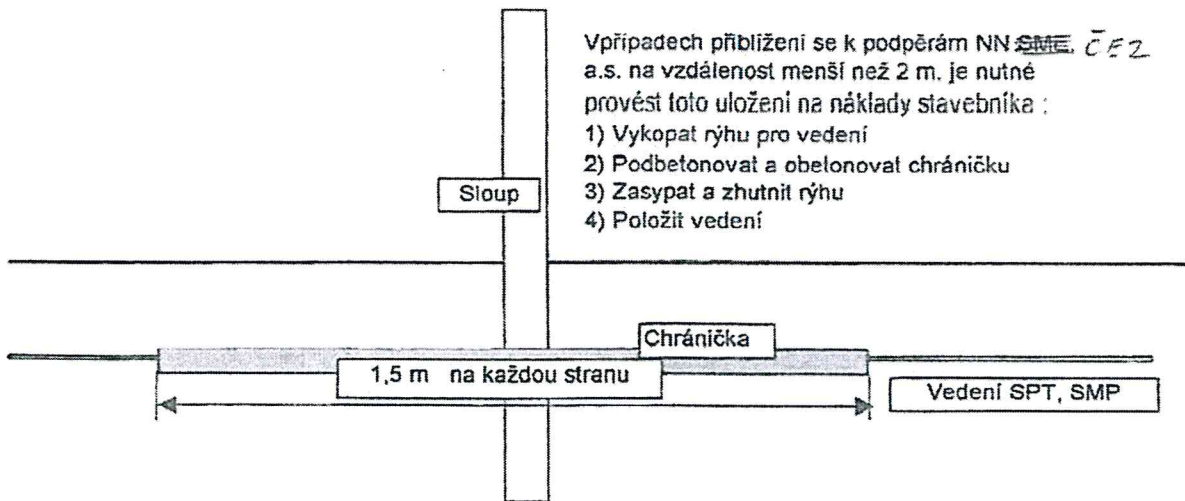 Vpřípadech přiblížení se k podpěrám NN SME, ČEZ
a.s. na vzdálenost menší než 2 m. je nutné
provést toto uložení na náklady stavebníka :
1) Vykopat rýhu pro vedení
2) Podbetonovat a obetonovat chráničku
3) Zasypat a zhutnit rýhu
4) Položit vedení
Sloup
Chránička
1,5 m na každou stranu
Vedení SPT, SMP